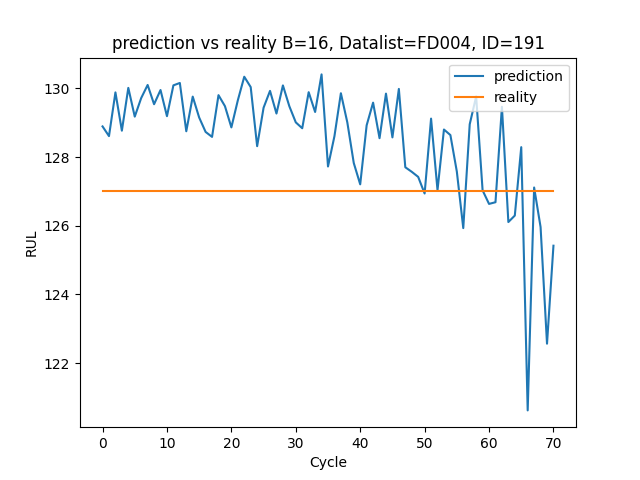 prediction vs reality B=16, Datalist=FD004, ID=191
prediction
reality
130
128
126
124
122
RUL
0 10 20 30 40 50 60 70
Cycle